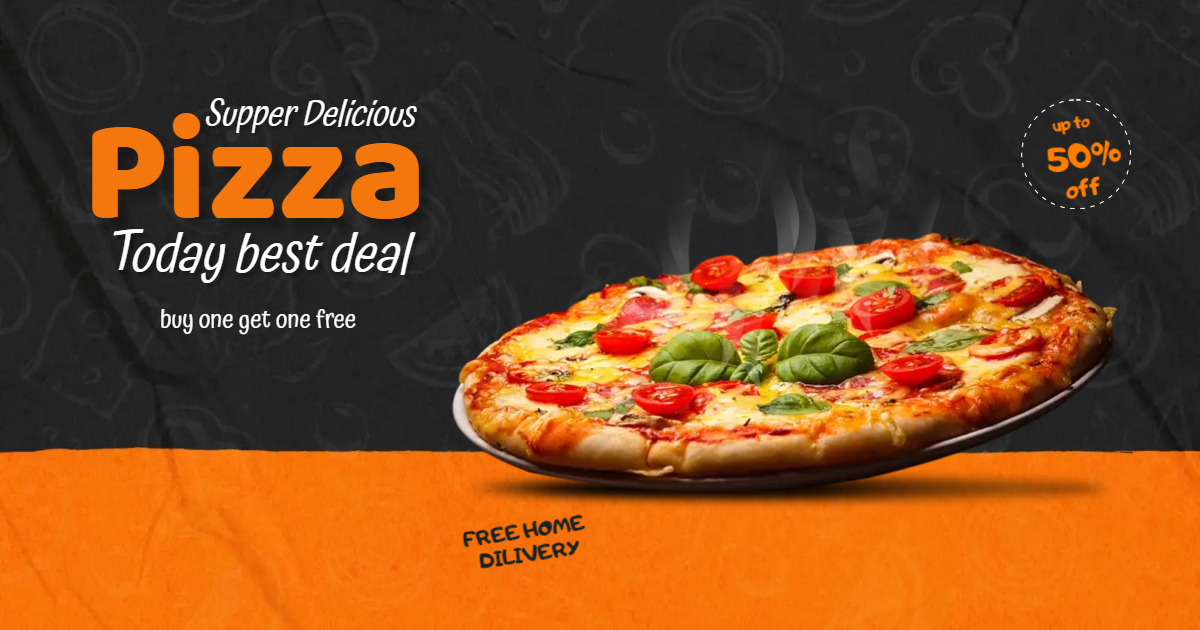 Supper Delicious
Pizza
Today best deal
buy one get one free
up to
50%
off
FREE HOME
DILIVERY